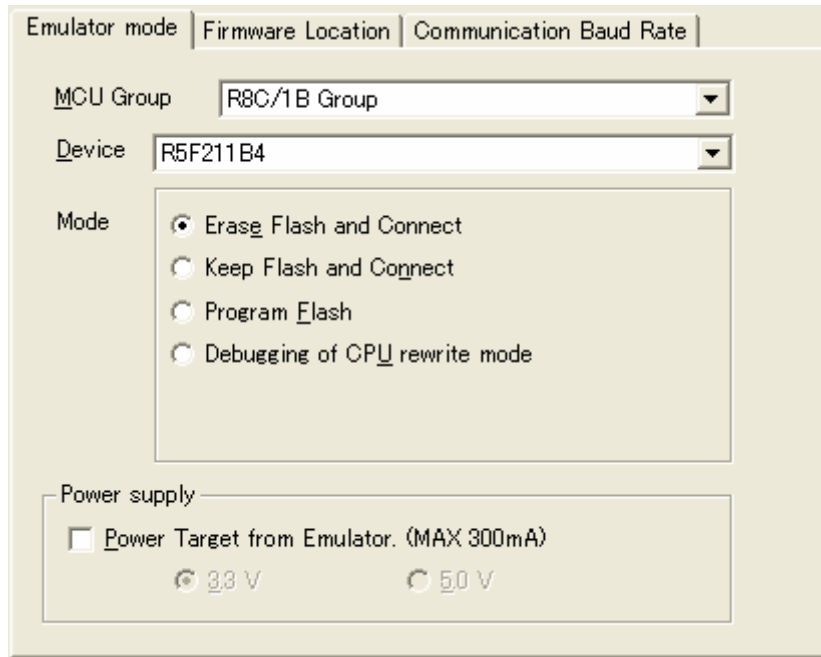 Emulator mode Firmware Location Communication Baud Rate
MCU Group R8C/1B Group
Device R5F211B4
Mode Erase Flash and Connect
Keep Flash and Connect
Program Flash
Debugging of CPU rewrite mode
Power supply
Power Target from Emulator. (MAX 300mA)
3.3 V 5.0 V